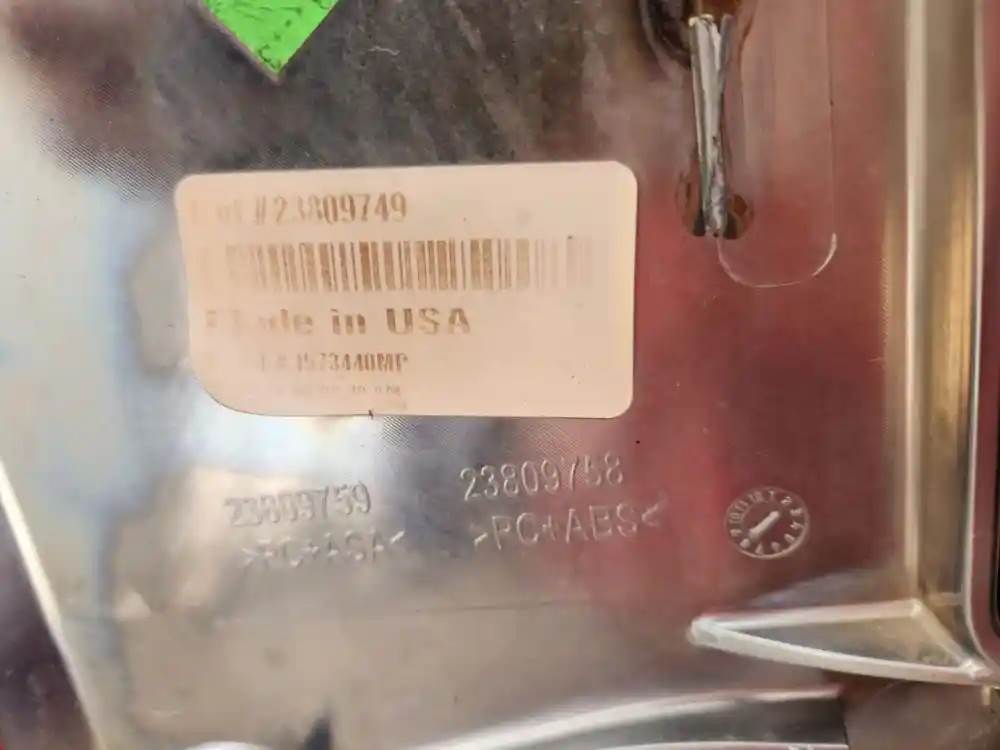 #23809749
Made in USA
#1573440MP
23809759
>PC+ASA<
23809758
>PC+ABS<